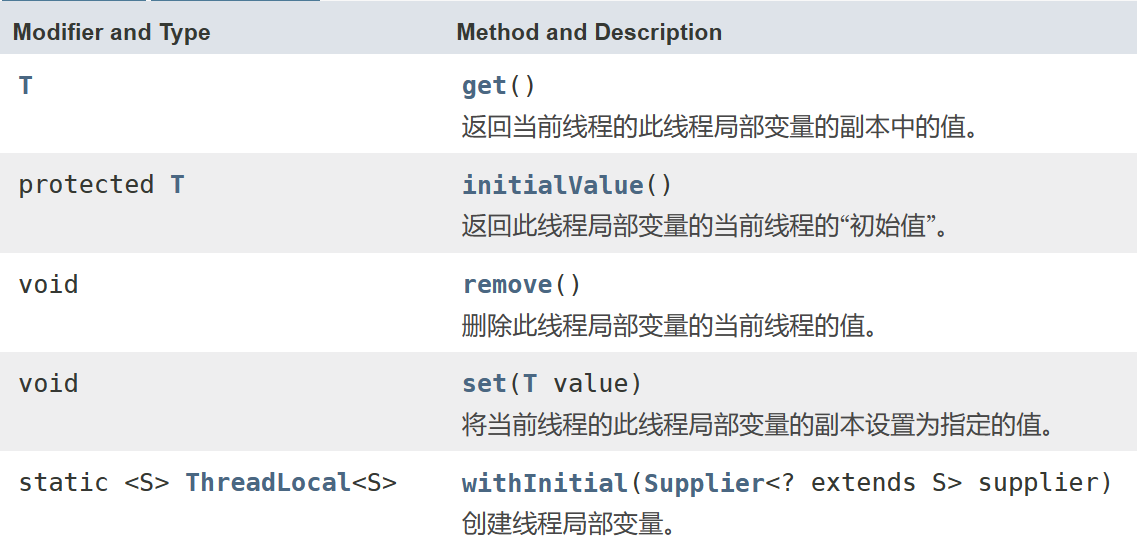 Modifier and Type Method and Description
T get()
返回当前线程的此线程局部变量的副本中的值。
protected T initialValue()
返回此线程局部变量的当前线程的“初始值”。
void remove()
删除此线程局部变量的当前线程的值。
void set(T value)
将当前线程的此线程局部变量的副本设置为指定的值。
static <S> ThreadLocal<S> withInitial(Supplier<? extends S> supplier)
创建线程局部变量。